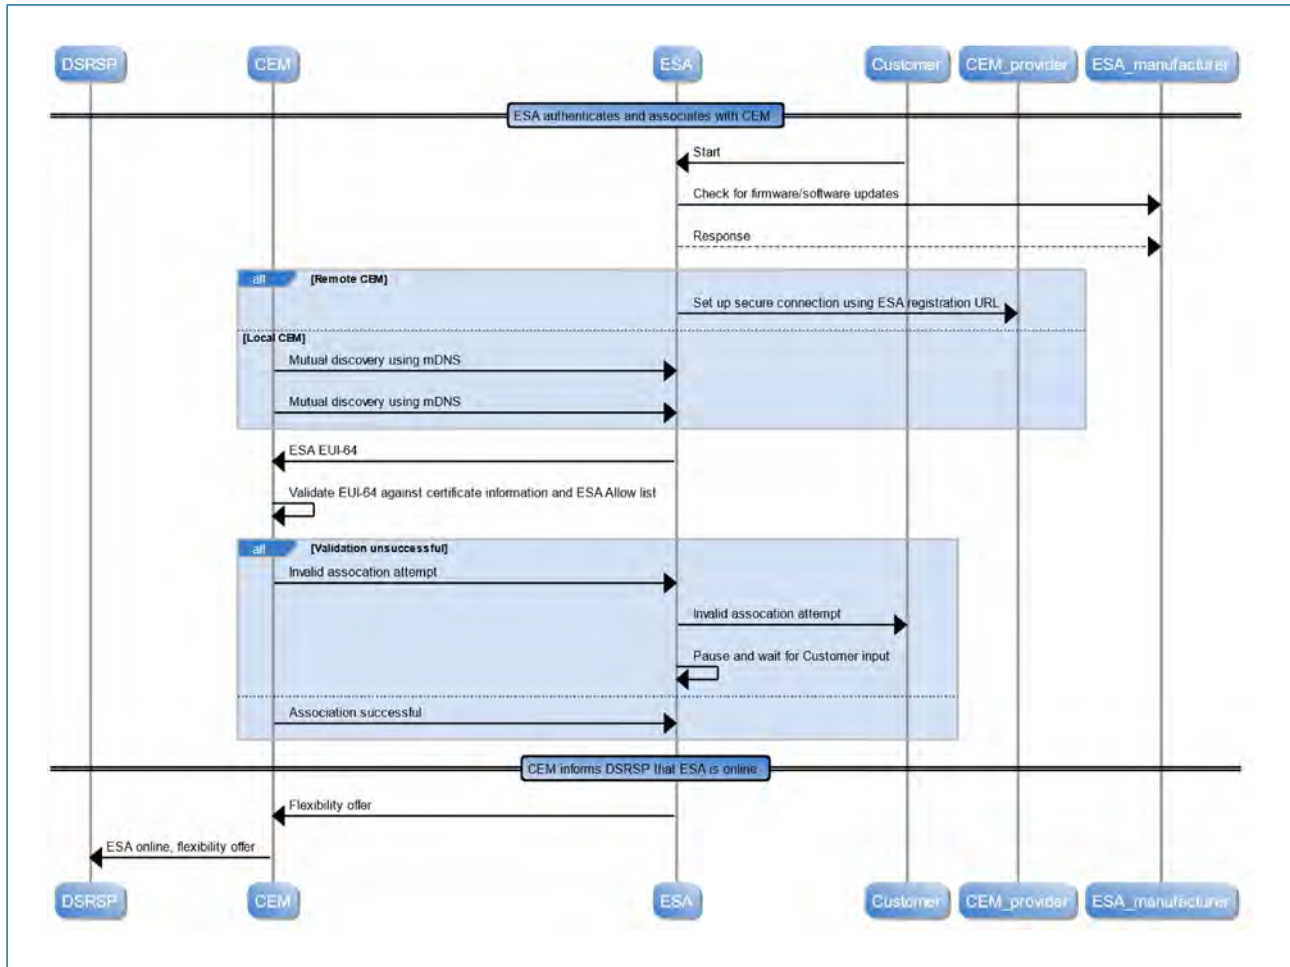 DSRSP CEM ESA Customer CEM_provider ESA_manufacturer
ESA authenticates and associates with CEM
Start
Check for firmware/software updates
Response
alt [Remote CEM]
Set up secure connection using ESA registration URL
[Local CEM]
Mutual discovery using mDNS
Mutual discovery using mDNS
ESA EUI-64
Validate EUI-64 against certificate information and ESA Allow list
alt [Validation unsuccessful]
Invalid assocation attempt
Invalid assocation attempt
Pause and wait for Customer input
Association successful
CEM informs DSRSP that ESA is online
Flexibility offer
ESA online, flexibility offer
DSRSP CEM ESA Customer CEM_provider ESA_manufacturer